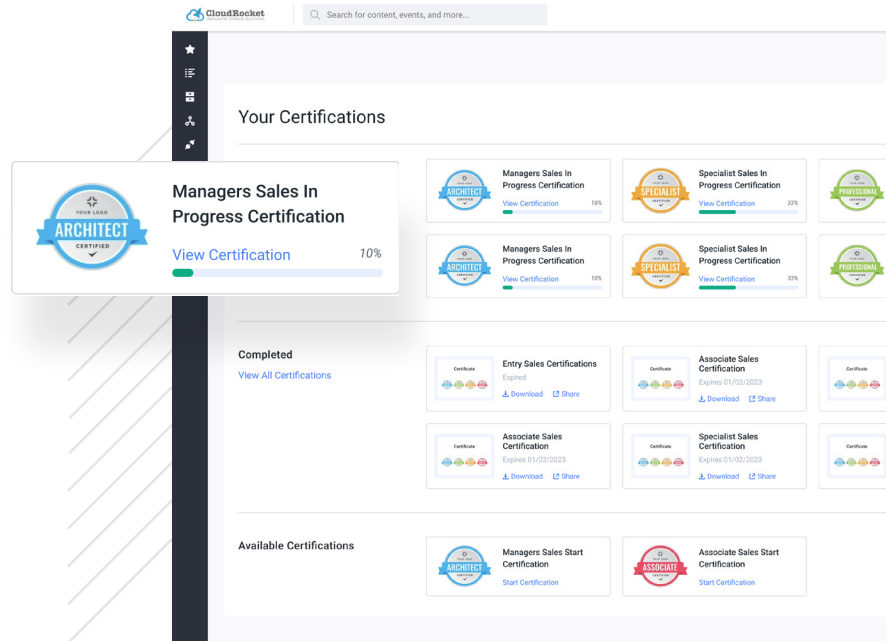 CloudRocket
Search for content, events, and more...
Your Certifications
YOUR LOGO
ARCHITECT
CERTIFIED
Managers Sales In
Progress Certification
View Certification
10%
ARCHITECT
Managers Sales In
Progress Certification
View Certification
10%
SPECIALIST
Specialist Sales In
Progress Certification
View Certification
33%
PROFESSIONAL
ARCHITECT
Managers Sales In
Progress Certification
View Certification
10%
SPECIALIST
Specialist Sales In
Progress Certification
View Certification
33%
PROFESSIONAL
Completed
View All Certifications
Certificate
Entry Sales Certifications
Expired
Download
Share
Certificate
Associate Sales
Certification
Expires 01/02/2023
Download
Share
Certificate
Certificate
Associate Sales
Certification
Expires 01/02/2023
Download
Share
Certificate
Specialist Sales
Certification
Expires 01/02/2023
Download
Share
Certificate
Available Certifications
ARCHITECT
Managers Sales Start
Certification
Start Certification
ASSOCIATE
Associate Sales Start
Certification
Start Certification